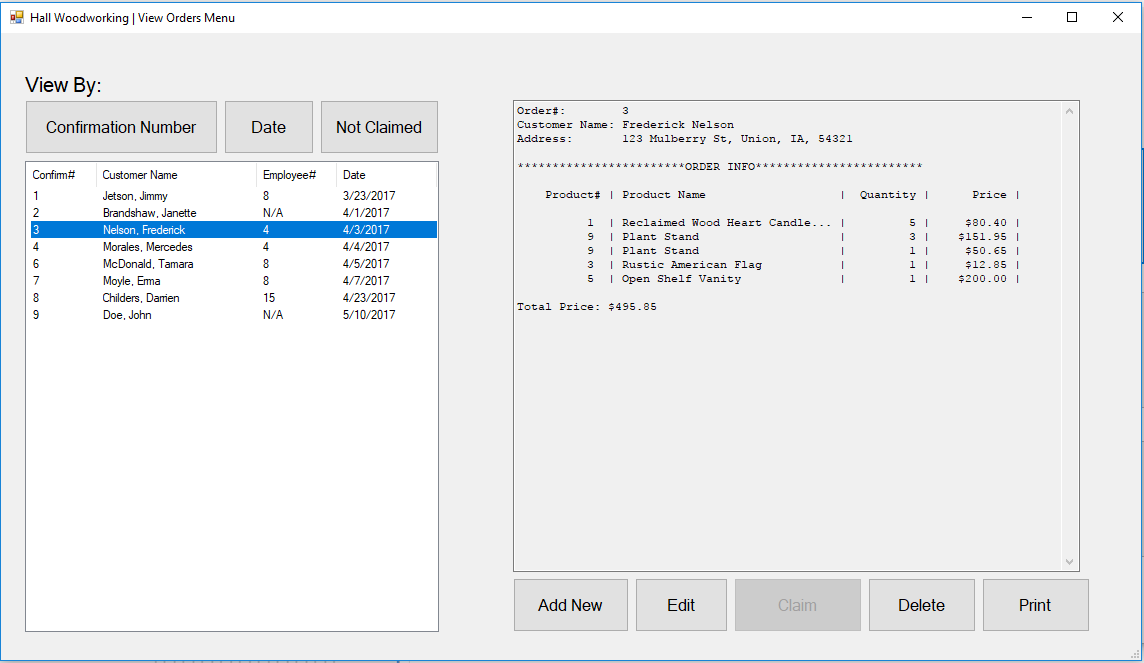 Hall Woodworking | View Orders Menu
View By:
Confirmation Number Date Not Claimed
Confirm# Customer Name Employee# Date
1 Jetson, Jimmy 8 3/23/2017
2 Brandshaw, Janette N/A 4/1/2017
3 Nelson, Frederick 4 4/3/2017
4 Morales, Mercedes 4 4/4/2017
6 McDonald, Tamara 8 4/5/2017
7 Moyle, Erma 8 4/7/2017
8 Childers, Darrien 15 4/23/2017
9 Doe, John N/A 5/10/2017
Order#: 3
Customer Name: Frederick Nelson
Address: 123 Mulberry St, Union, IA, 54321
************************ORDER INFO************************
Product# | Product Name | Quantity | Price |
1 | Reclaimed Wood Heart Candle... | 5 | $80.40 |
9 | Plant Stand | 3 | $151.95 |
9 | Plant Stand | 1 | $50.65 |
3 | Rustic American Flag | 1 | $12.85 |
5 | Open Shelf Vanity | 1 | $200.00 |
Total Price: $495.85
Add New Edit Claim Delete Print